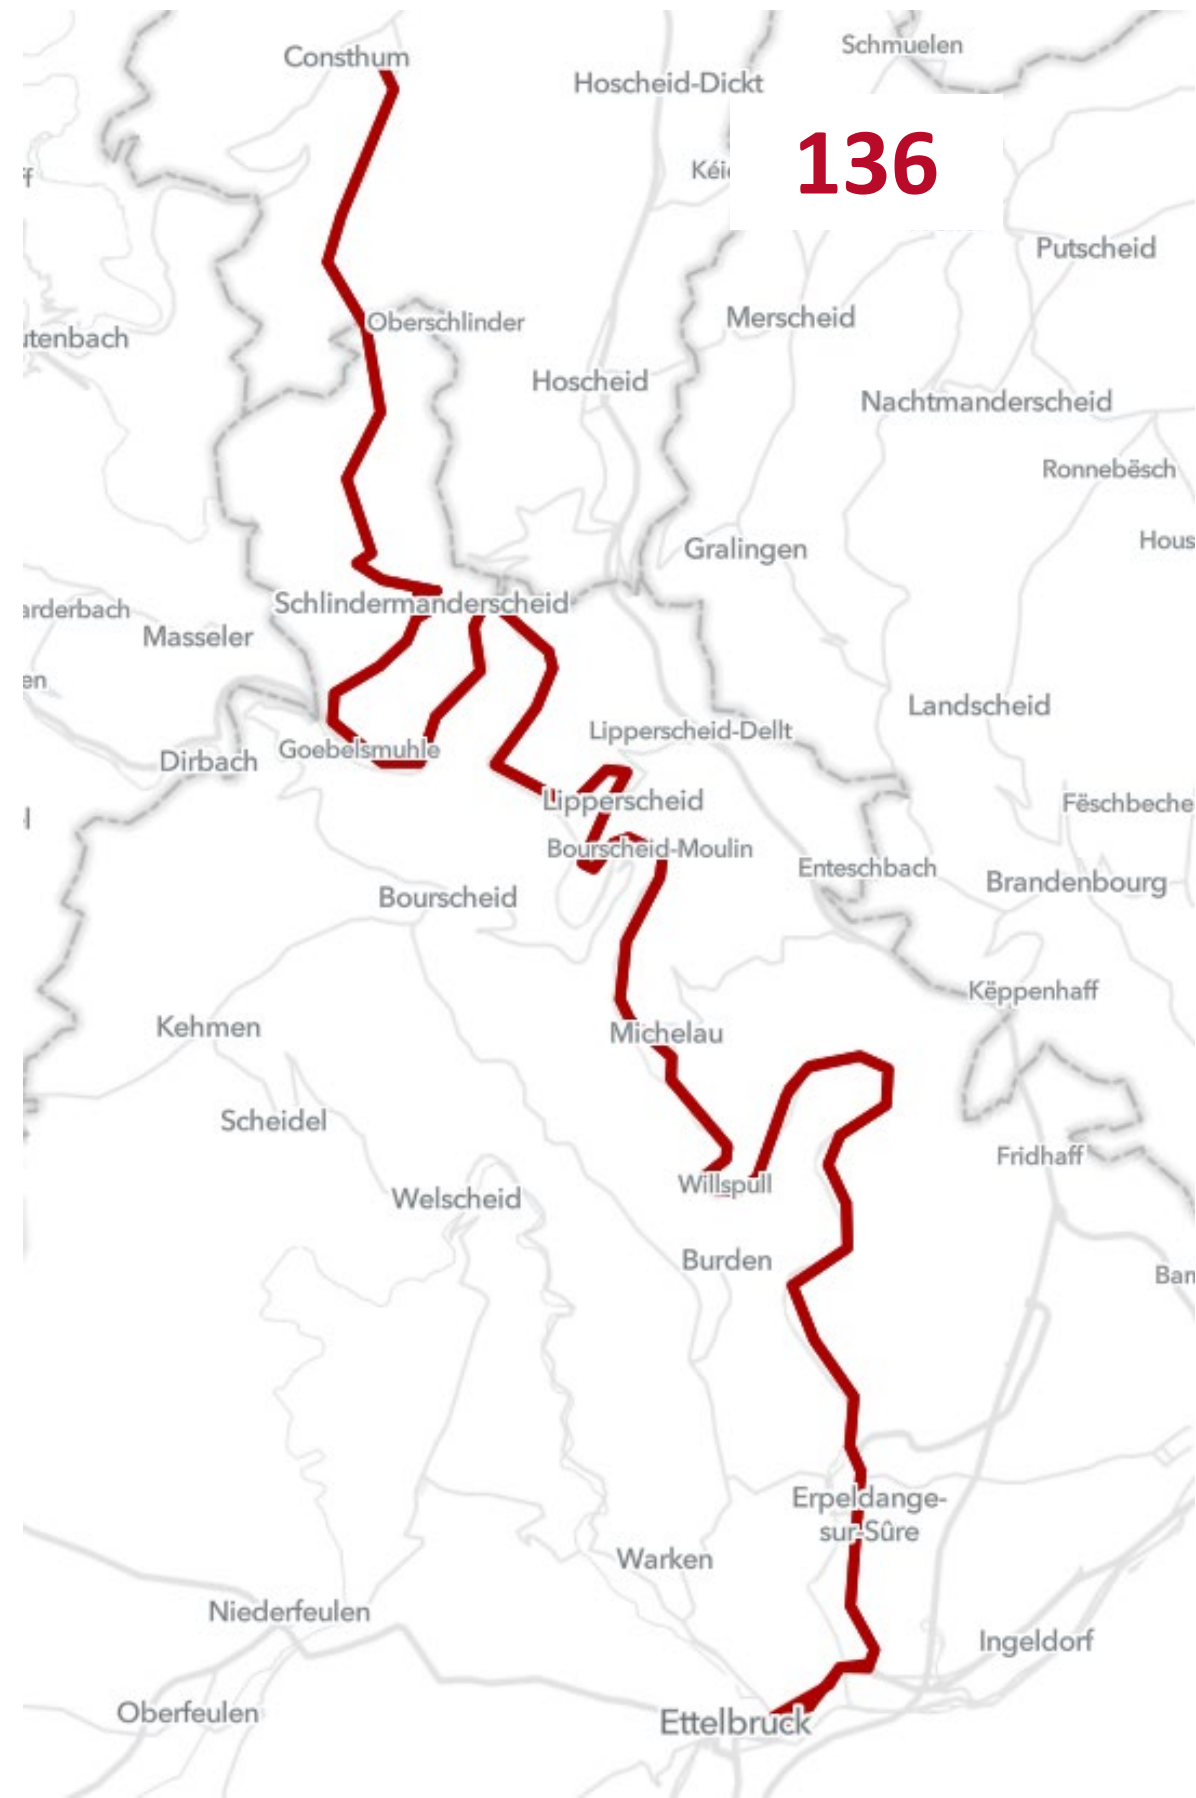 Consthum
Schmuelen
Hoscheid-Dickt
136
Putscheid
Oberschlinder
Merscheid
Hoscheid
Nachtmanderscheid
Ronnebësch
Gralingen
Schlindermanderscheid
Masseler
Landscheid
Lipperscheid-Dellt
Goebelsmuhle
Dirbach
Lipperscheid
Bourscheid-Moulin
Enteschbach
Brandenbourg
Bourscheid
Këppenhaff
Kehmen
Michelau
Scheidel
Fridhaff
Willspull
Welscheid
Burden
Erpeldange-
sur-Sûre
Warken
Niederfeulen
Ingeldorf
Oberfeulen
Ettelbruck